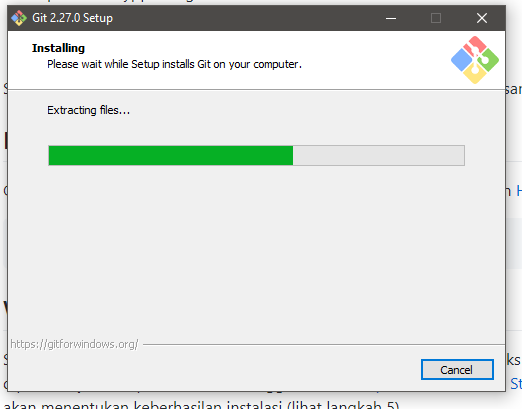 Git 2.27.0 Setup
Installing
Please wait while Setup installs Git on your computer.
Extracting files...
https://gitforwindows.org/
Cancel
akan menentukan keberhasilan instalasi (lihat langkah 5)